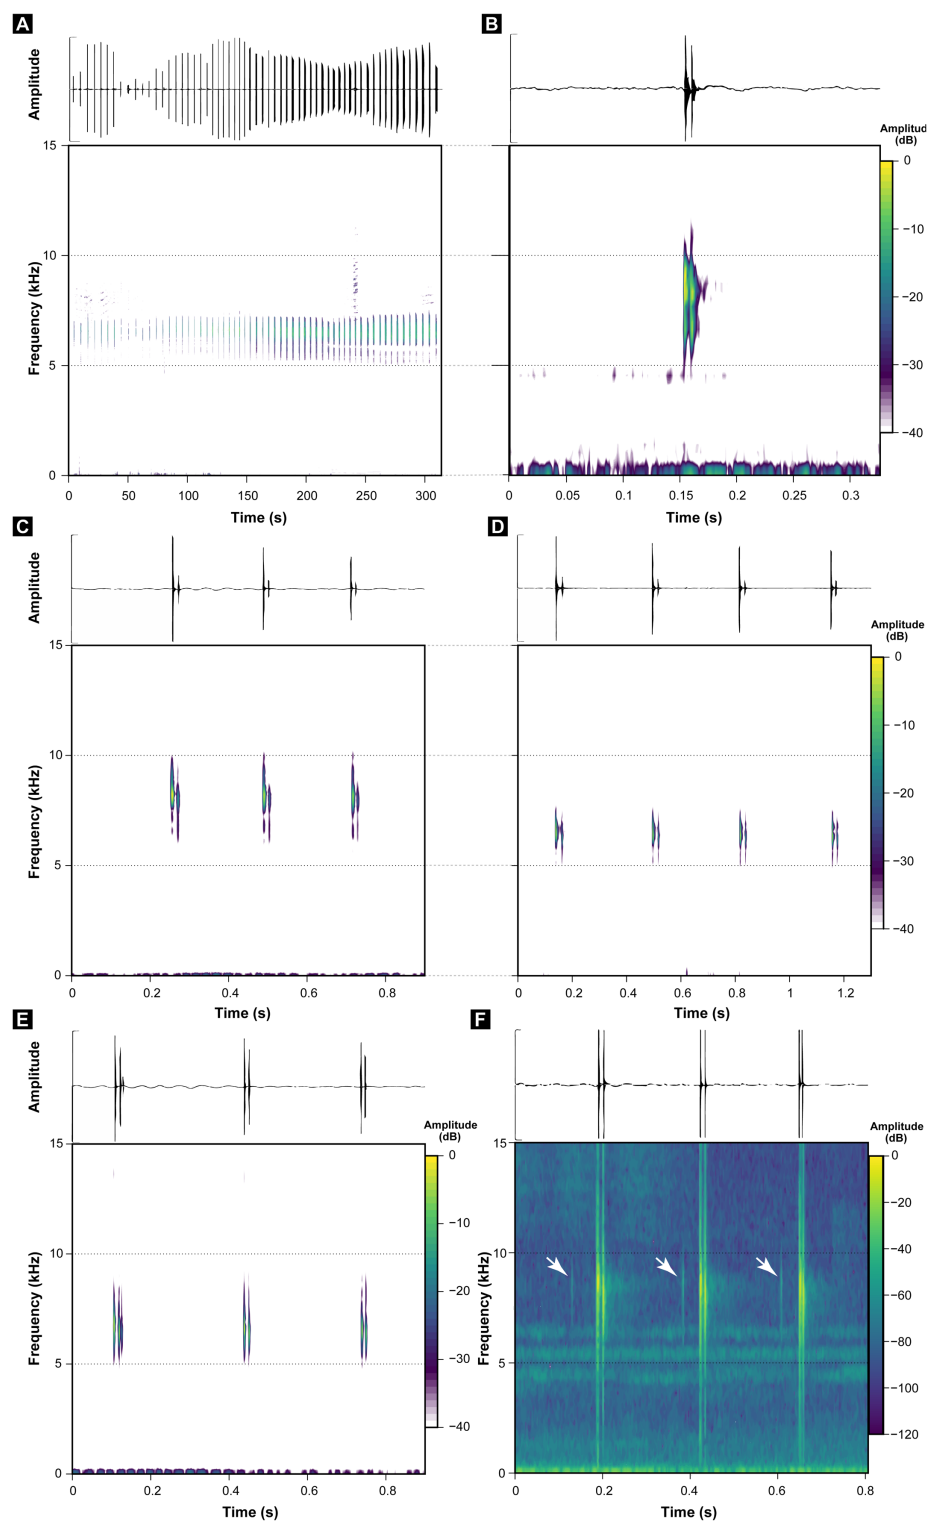 A
B
Amplitude
Amplitud
(dB)
15
10
5
0
Frequency (kHz)
0
−10
−20
−30
−40
0 50 100 150 200 250 300
Time (s)
0 0.05 0.1 0.15 0.2 0.25 0.3
Time (s)
C
D
Amplitude
Amplitude
(dB)
15
10
5
0
Frequency (kHz)
0
−10
−20
−30
−40
0 0.2 0.4 0.6 0.8
Time (s)
0 0.2 0.4 0.6 0.8 1 1.2
Time (s)
E
F
Amplitude
Amplitude
(dB)
Amplitude
(dB)
15
10
5
0
Frequency (kHz)
0
−10
−20
−30
−40
15
10
5
0
Frequency (kHz)
0
−20
−40
−60
−80
−100
−120
0 0.2 0.4 0.6 0.8
Time (s)
0 0.2 0.4 0.6 0.8
Time (s)